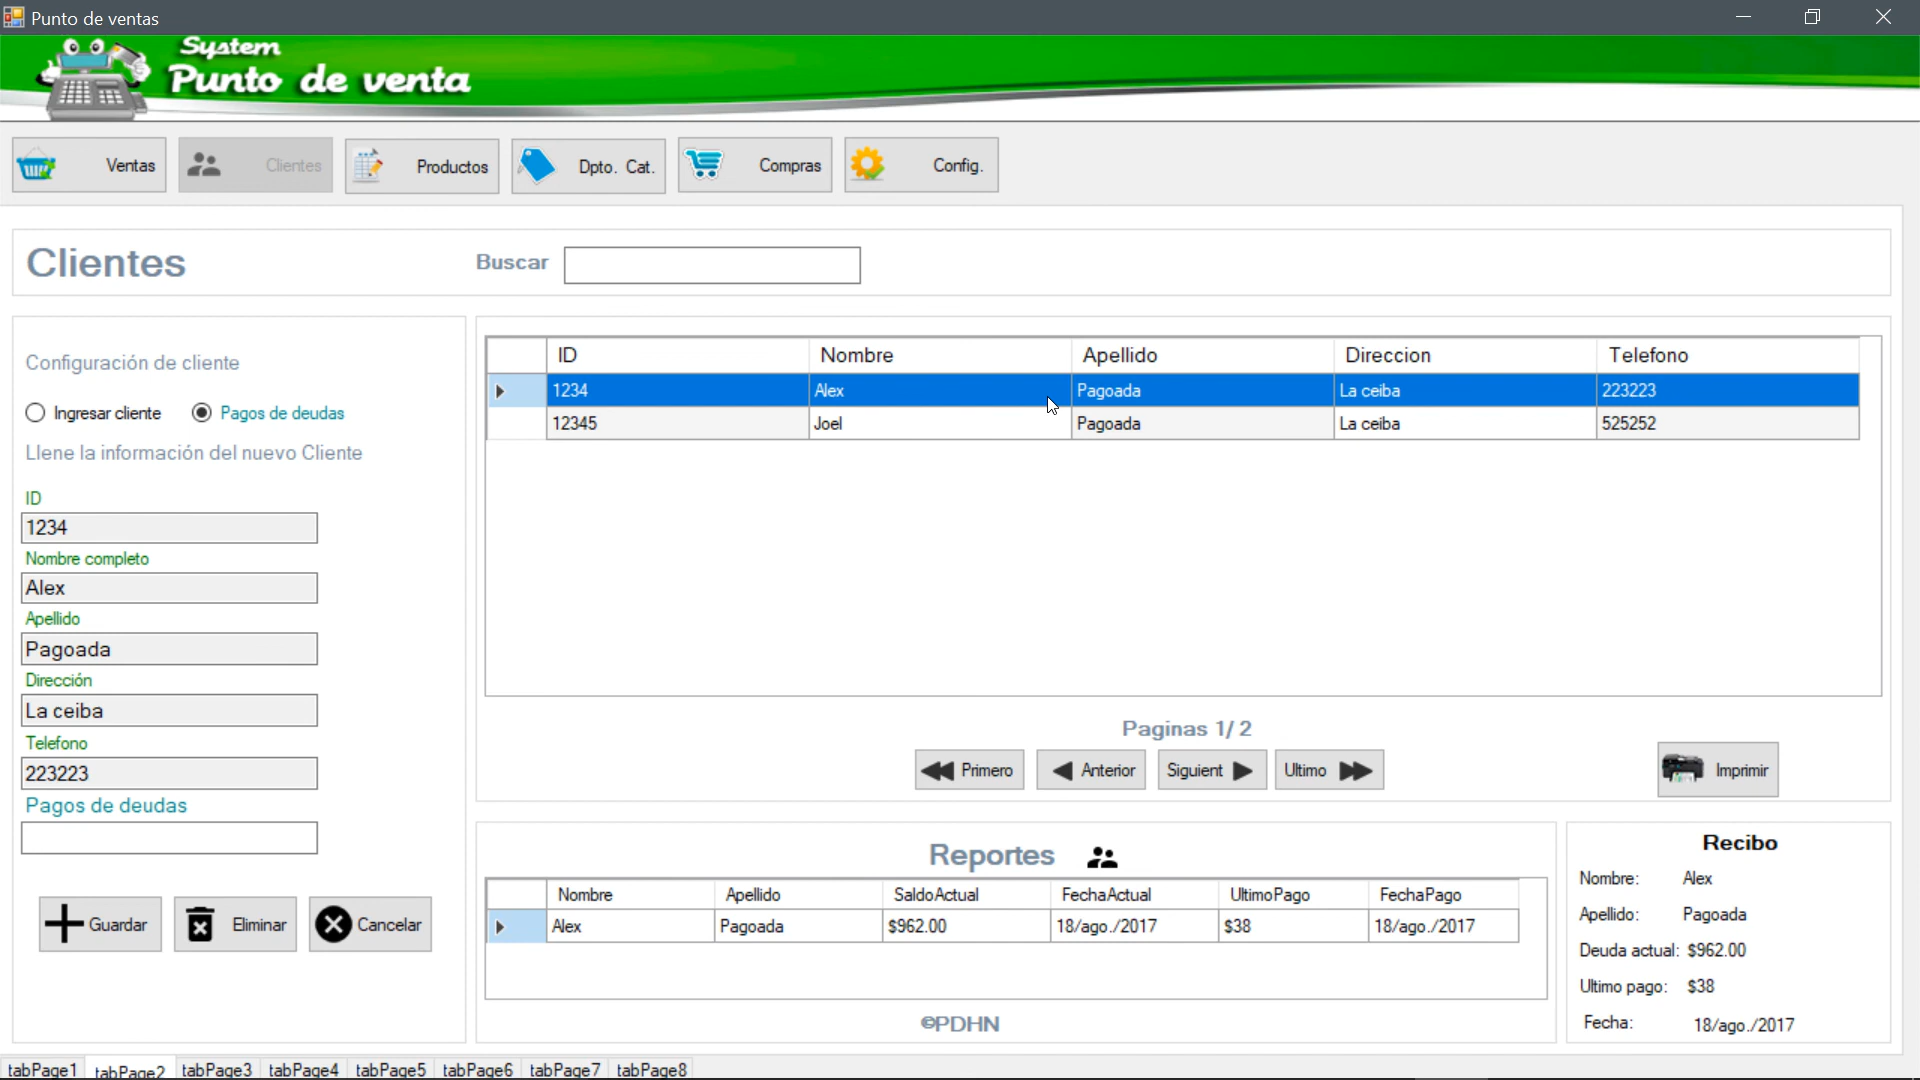 Punto de ventas
System
Punto de venta
Ventas
Clientes
Productos
Dpto. Cat.
Compras
Config.
Clientes
Buscar
Configuración de cliente
Ingresar cliente
Pagos de deudas
Llene la información del nuevo Cliente
ID
1234
Nombre completo
Alex
Apellido
Pagoada
Dirección
La ceiba
Telefono
223223
Pagos de deudas
Guardar
Eliminar
Cancelar
ID Nombre Apellido Direccion Telefono
1234 Alex Pagoada La ceiba 223223
12345 Joel Pagoada La ceiba 525252
Paginas 1/ 2
Primero
Anterior
Siguient
Ultimo
Imprimir
Reportes
Nombre Apellido SaldoActual FechaActual UltimoPago FechaPago
Alex Pagoada $962.00 18/ago./2017 $38 18/ago./2017
©PDHN
Recibo
Nombre: Alex
Apellido: Pagoada
Deuda actual: $962.00
Ultimo pago: $38
Fecha: 18/ago./2017
tabPage1 tabPage2 tabPage3 tabPage4 tabPage5 tabPage6 tabPage7 tabPage8